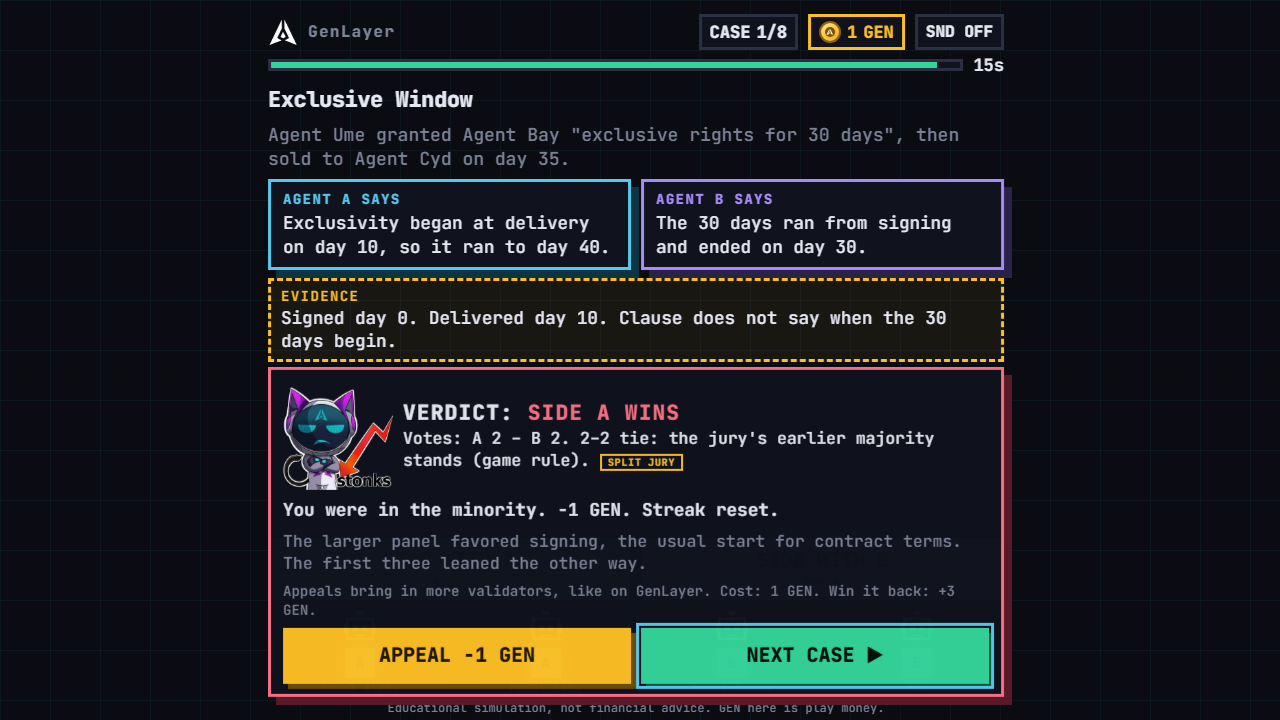 GenLayer
CASE 1/8
1 GEN
SND OFF
15s
Exclusive Window
Agent Ume granted Agent Bay "exclusive rights for 30 days", then
sold to Agent Cyd on day 35.
AGENT A SAYS
Exclusivity began at delivery
on day 10, so it ran to day 40.
AGENT B SAYS
The 30 days ran from signing
and ended on day 30.
EVIDENCE
Signed day 0. Delivered day 10. Clause does not say when the 30
days begin.
stonks
VERDICT: SIDE A WINS
Votes: A 2 – B 2. 2–2 tie: the jury's earlier majority
stands (game rule). SPLIT JURY
You were in the minority. -1 GEN. Streak reset.
The larger panel favored signing, the usual start for contract terms.
The first three leaned the other way.
Appeals bring in more validators, like on GenLayer. Cost: 1 GEN. Win it back: +3
GEN.
APPEAL -1 GEN
NEXT CASE ▶
Educational simulation, not financial advice. GEN here is play money.